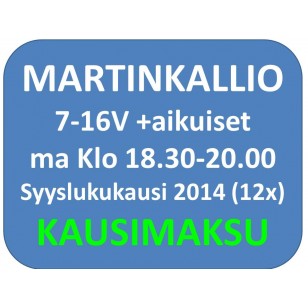 MARTINKALLIO
7-16V +aikuiset
ma Klo 18.30-20.00
Syyslukukausi 2014 (12x)
KAUSIMAKSU